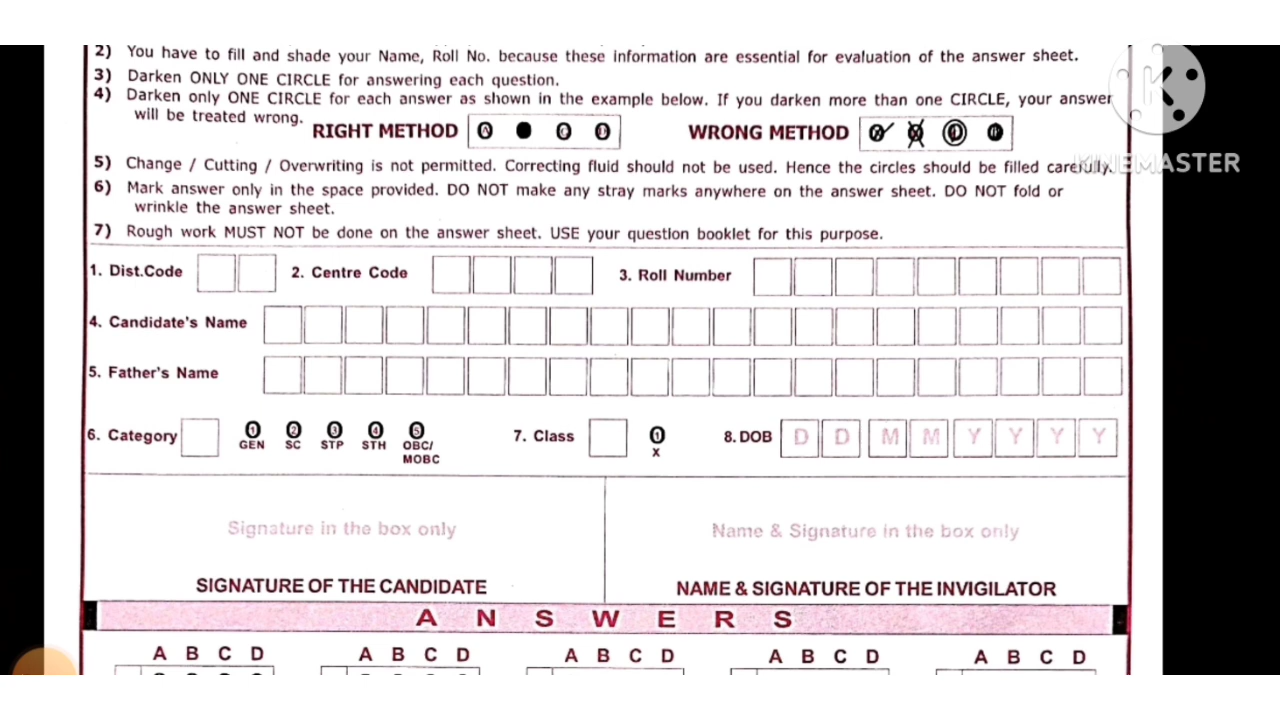 2) You have to fill and shade your Name, Roll No. because these information are essential for evaluation of the answer sheet.
3) Darken ONLY ONE CIRCLE for answering each question.
4) Darken only ONE CIRCLE for each answer as shown in the example below. If you darken more than one CIRCLE, your answer
will be treated wrong.
RIGHT METHOD A C D WRONG METHOD
5) Change / Cutting / Overwriting is not permitted. Correcting fluid should not be used. Hence the circles should be filled carefully.
KINEMASTER
6) Mark answer only in the space provided. DO NOT make any stray marks anywhere on the answer sheet. DO NOT fold or
wrinkle the answer sheet.
7) Rough work MUST NOT be done on the answer sheet. USE your question booklet for this purpose.
1. Dist.Code 2. Centre Code 3. Roll Number
4. Candidate's Name
5. Father's Name
6. Category 1 2 3 4 5 7. Class 1 8. DOB D D M M Y Y Y Y
GEN SC STP STH OBC/ X
MOBC
Signature in the box only Name & Signature in the box only
SIGNATURE OF THE CANDIDATE NAME & SIGNATURE OF THE INVIGILATOR
A N S W E R S
A B C D A B C D A B C D A B C D A B C D